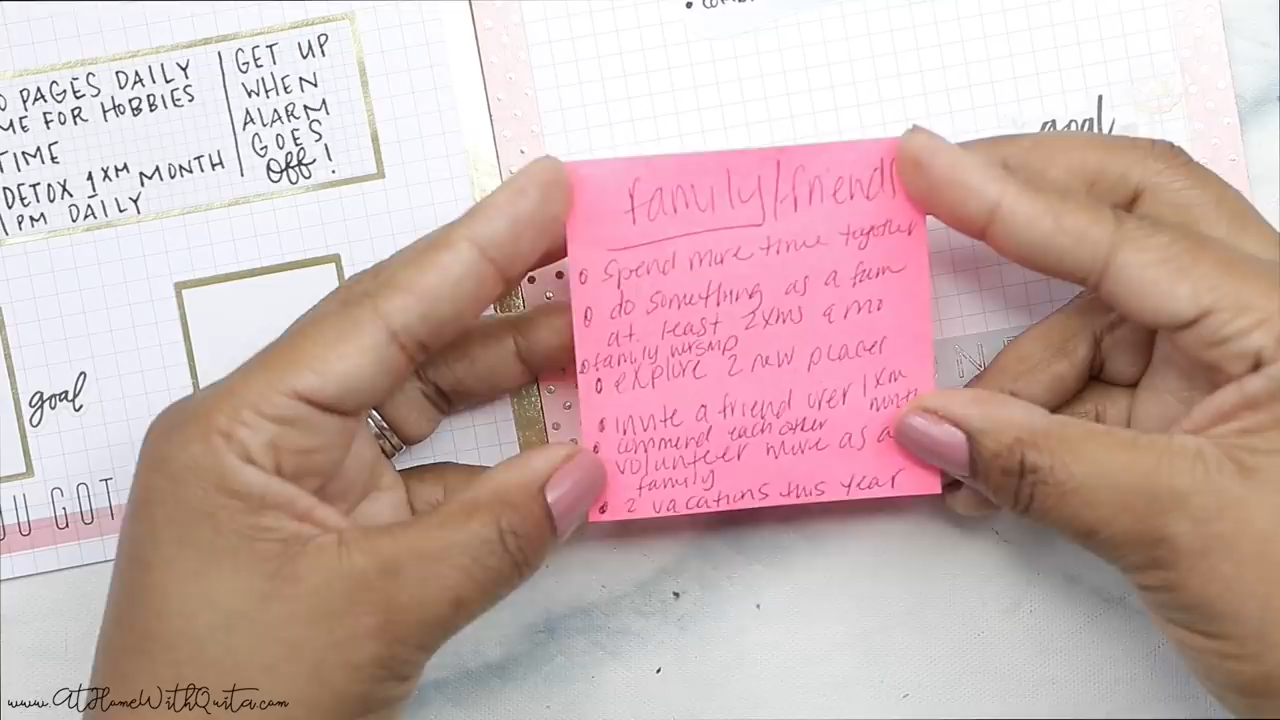 COMBI
O PAGES DAILY
ME FOR HOBBIES
TIME
DETOX 1XM MONTH
1PM DAILY
GET UP
WHEN
ALARM
GOES
OFF!
goal
goal
U GOT
family/friends
spend more time together
do something as a fam
at least 2xms a mo
family wrshp
explore 2 new places
invite a friend over 1xm
month
commend each other
volunteer more as a
family
2 vacations this year
www.AtHomeWithQuita.com